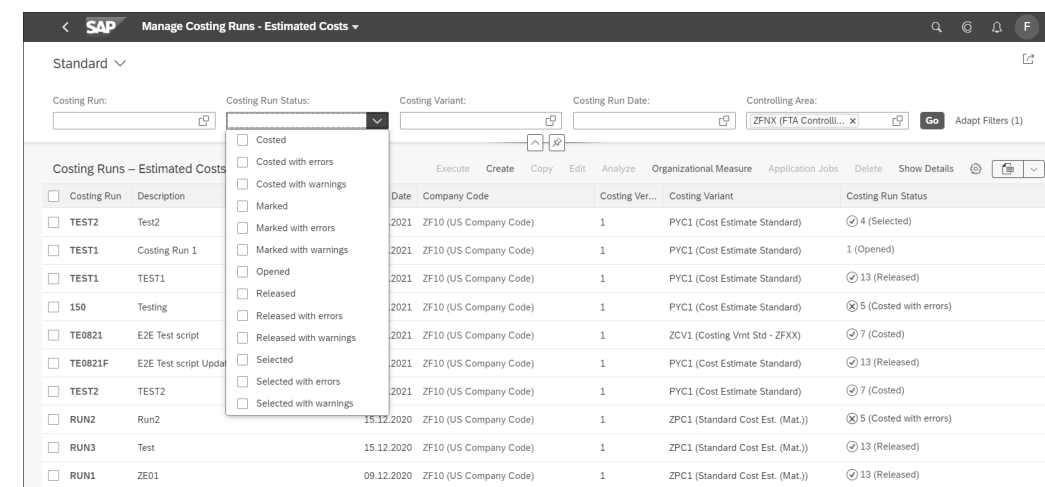 SAP Manage Costing Runs - Estimated Costs
F
Standard
Costing Run: Costing Run Status: Costing Variant: Costing Run Date: Controlling Area:
ZFNX (FTA Controlli... x Go Adapt Filters (1)
Costed
Costed with errors
Costed with warnings
Marked
Marked with errors
Marked with warnings
Opened
Released
Released with errors
Released with warnings
Selected
Selected with errors
Selected with warnings
Costing Runs – Estimated Costs Execute Create Copy Edit Analyze Organizational Measure Application Jobs Delete Show Details
Costing Run Description Date Company Code Costing Ver... Costing Variant Costing Run Status
TEST2 Test2 .2021 ZF10 (US Company Code) 1 PYC1 (Cost Estimate Standard) 4 (Selected)
TEST1 Costing Run 1 .2021 ZF10 (US Company Code) 1 PYC1 (Cost Estimate Standard) 1 (Opened)
TEST1 TEST1 .2021 ZF10 (US Company Code) 1 PYC1 (Cost Estimate Standard) 13 (Released)
150 Testing .2021 ZF10 (US Company Code) 1 PYC1 (Cost Estimate Standard) 5 (Costed with errors)
TE0821 E2E Test script .2021 ZF10 (US Company Code) 1 ZCV1 (Costing Vrnt Std - ZFXX) 7 (Costed)
TE0821F E2E Test script Updat .2021 ZF10 (US Company Code) 1 PYC1 (Cost Estimate Standard) 13 (Released)
TEST2 TEST2 .2021 ZF10 (US Company Code) 1 PYC1 (Cost Estimate Standard) 7 (Costed)
RUN2 Run2 15.12.2020 ZF10 (US Company Code) 1 ZPC1 (Standard Cost Est. (Mat.)) 5 (Costed with errors)
RUN3 Test 15.12.2020 ZF10 (US Company Code) 1 ZPC1 (Standard Cost Est. (Mat.)) 13 (Released)
RUN1 ZE01 09.12.2020 ZF10 (US Company Code) 1 ZPC1 (Standard Cost Est. (Mat.)) 13 (Released)